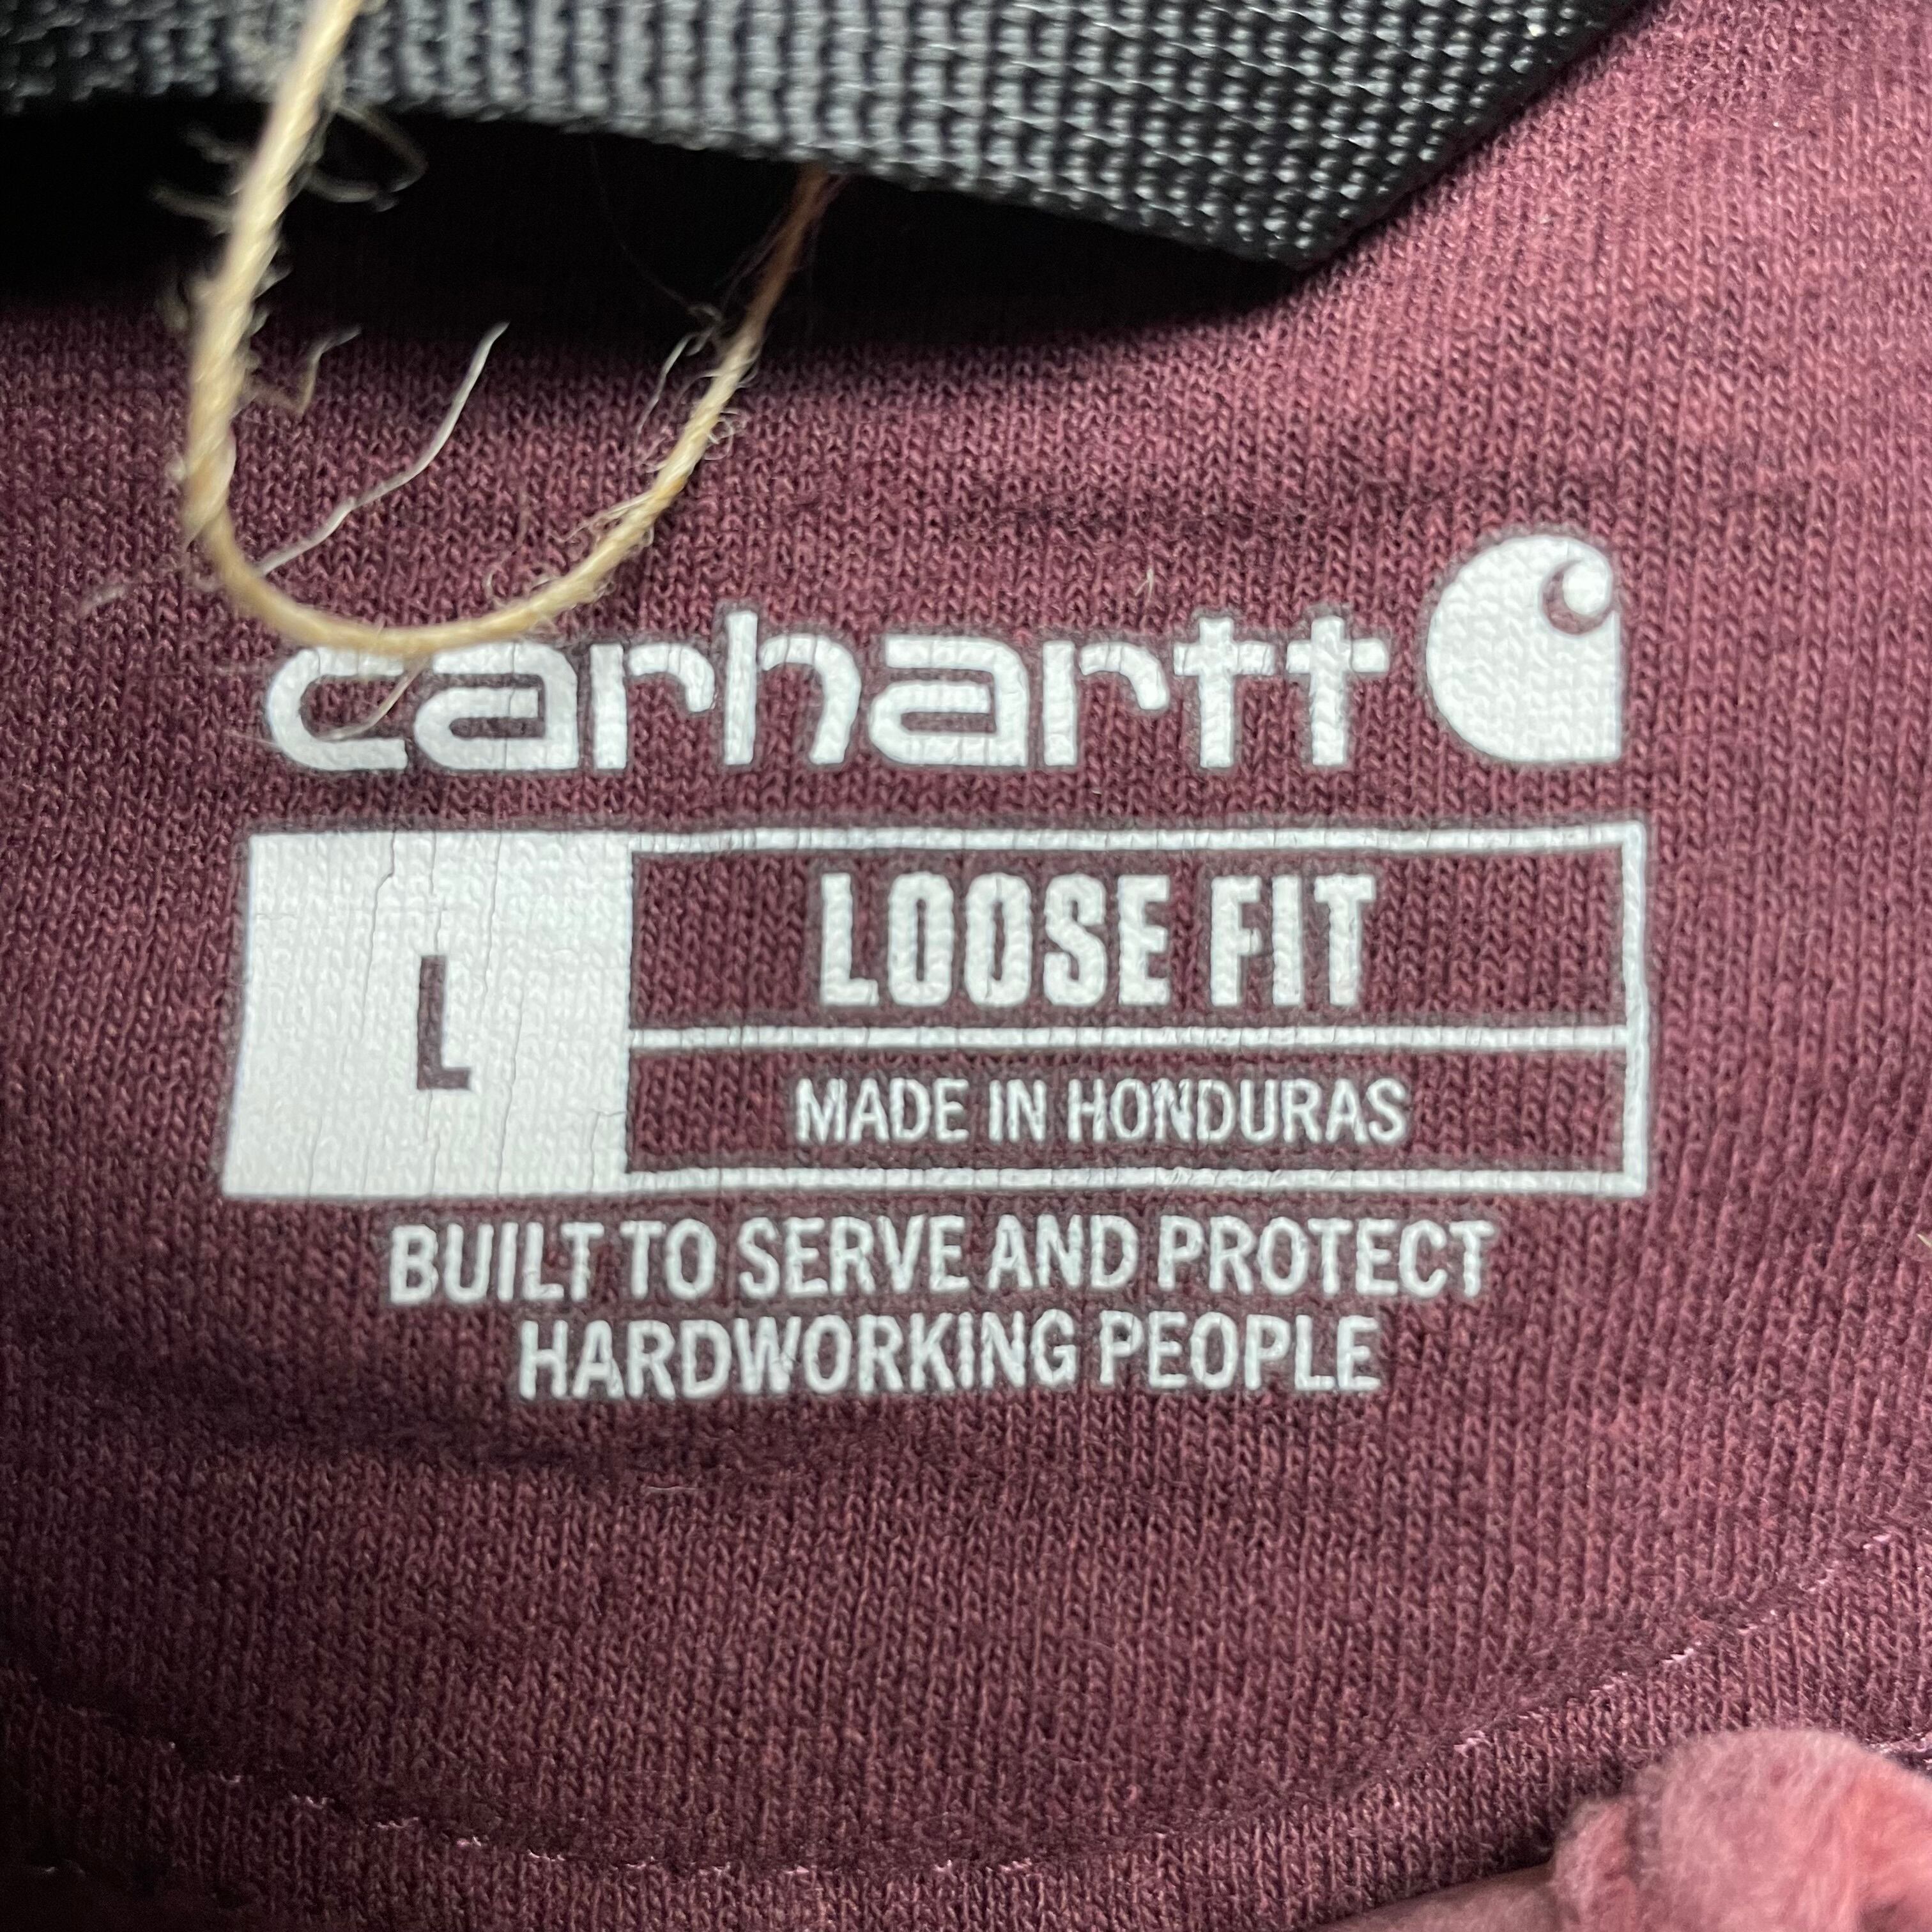 carhartt
L
LOOSE FIT
MADE IN HONDURAS
BUILT TO SERVE AND PROTECT
HARDWORKING PEOPLE